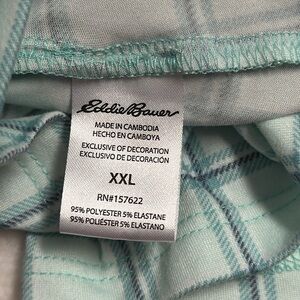 Eddie Bauer
MADE IN CAMBODIA
HECHO EN CAMBOYA
EXCLUSIVE OF DECORATION
EXCLUSIVO DE DECORACIÓN
XXL
RN#157622
95% POLYESTER 5% ELASTANE
95% POLIÉSTER 5% ELASTANO